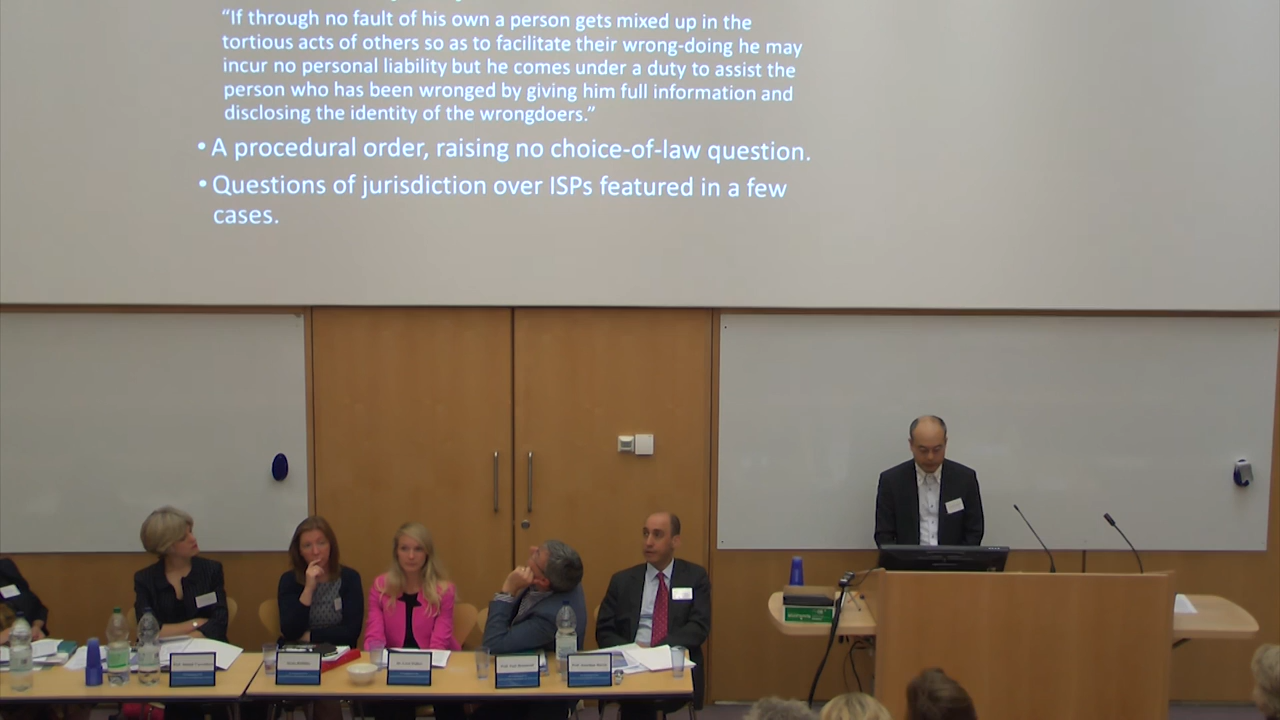 “If through no fault of his own a person gets mixed up in the
tortious acts of others so as to facilitate their wrong-doing he may
incur no personal liability but he comes under a duty to assist the
person who has been wronged by giving him full information and
disclosing the identity of the wrongdoers.”
• A procedural order, raising no choice-of-law question.
• Questions of jurisdiction over ISPs featured in a few
cases.